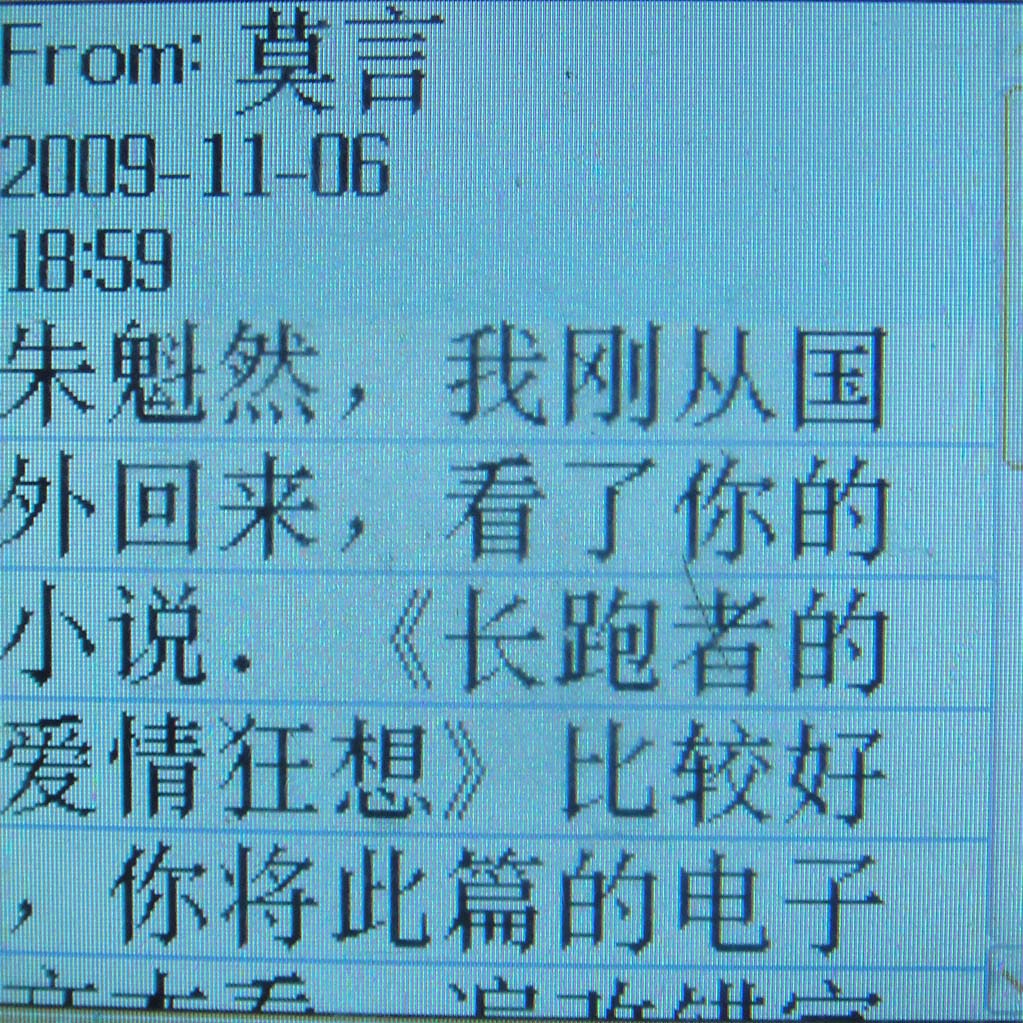 From: 莫言
2009-11-06
18:59
朱魁然，我刚从国
外回来，看了你的
小说．《长跑者的
爱情狂想》比较好
，你将此篇的电子